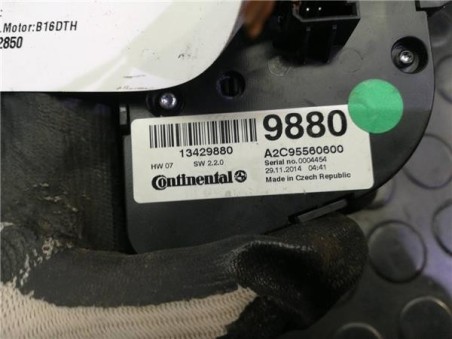 .Motor:B16DTH
2850
9880
13429880
A2C95560600
HW 07 SW 2.2.0
Serial no.0004454
29.11.2014 04:41
Continental
Made in Czech Republic